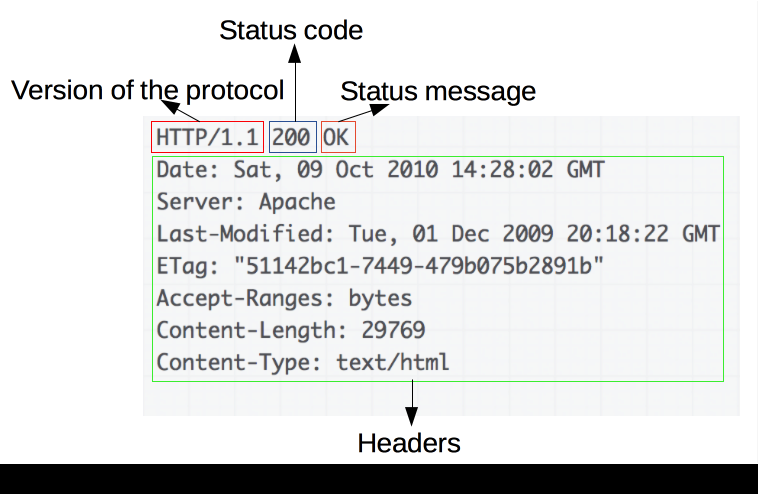 Status code
Version of the protocol
Status message
HTTP/1.1 200 OK
Date: Sat, 09 Oct 2010 14:28:02 GMT
Server: Apache
Last-Modified: Tue, 01 Dec 2009 20:18:22 GMT
ETag: "51142bc1-7449-479b075b2891b"
Accept-Ranges: bytes
Content-Length: 29769
Content-Type: text/html
Headers